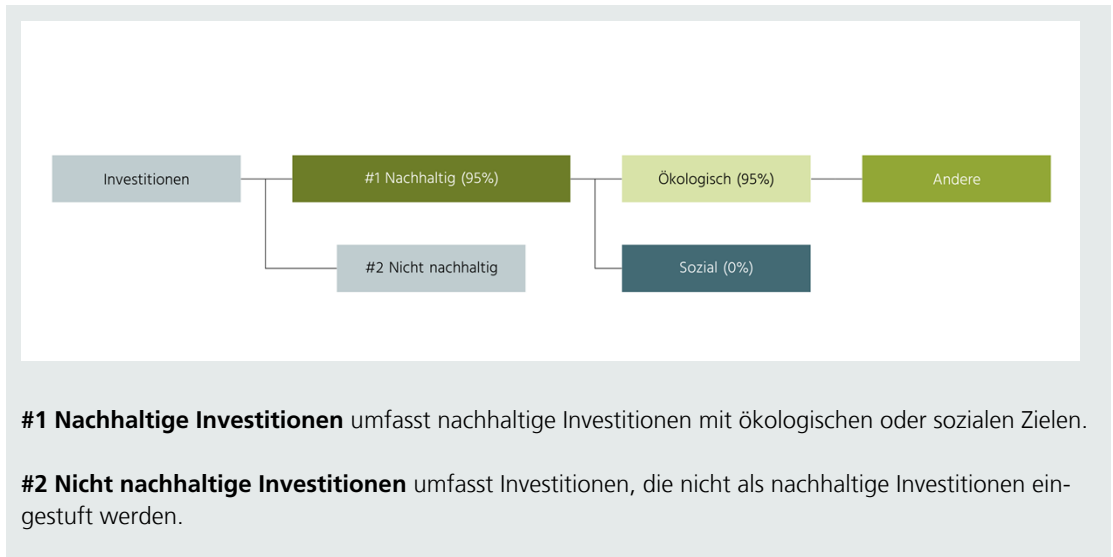 Investitionen
#1 Nachhaltig (95%)
Ökologisch (95%)
Andere
#2 Nicht nachhaltig
Sozial (0%)
#1 Nachhaltige Investitionen umfasst nachhaltige Investitionen mit ökologischen oder sozialen Zielen.
#2 Nicht nachhaltige Investitionen umfasst Investitionen, die nicht als nachhaltige Investitionen ein-
gestuft werden.